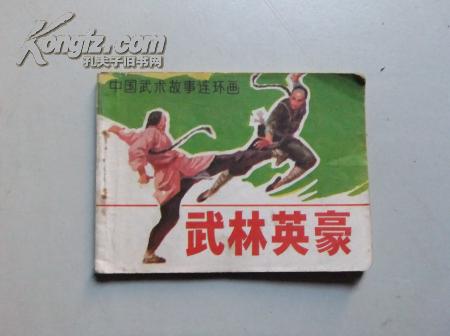 Kongfz.com
孔夫子旧书网
中国武术故事连环画
武林英豪